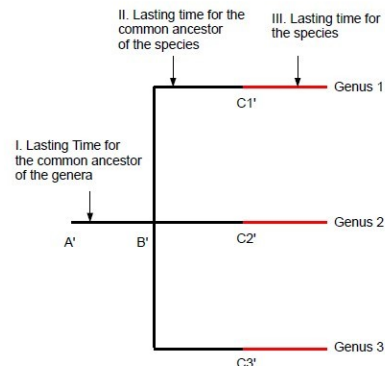 II. Lasting time for the
common ancestor
of the species
III. Lasting time for
the species
Genus 1
C1'
I. Lasting Time for
the common ancestor
of the genera
Genus 2
A'
B'
C2'
Genus 3
C3'